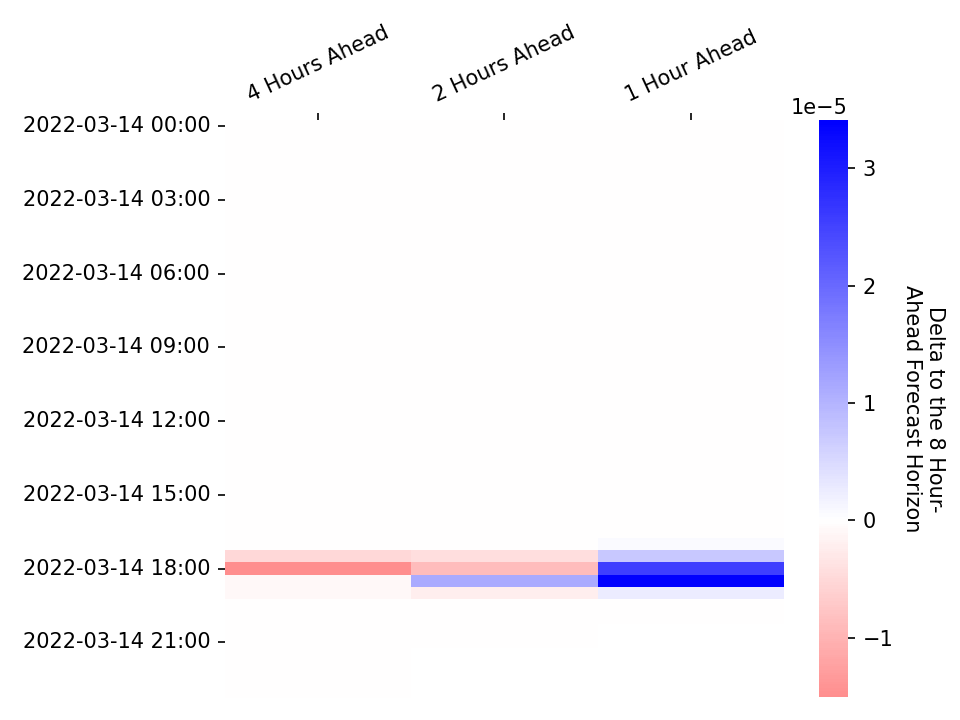 4 Hours Ahead
2 Hours Ahead
1 Hour Ahead
1e−5
2022-03-14 00:00
2022-03-14 03:00
2022-03-14 06:00
2022-03-14 09:00
2022-03-14 12:00
2022-03-14 15:00
2022-03-14 18:00
2022-03-14 21:00
3
2
1
0
−1
Delta to the 8 Hour-
Ahead Forecast Horizon